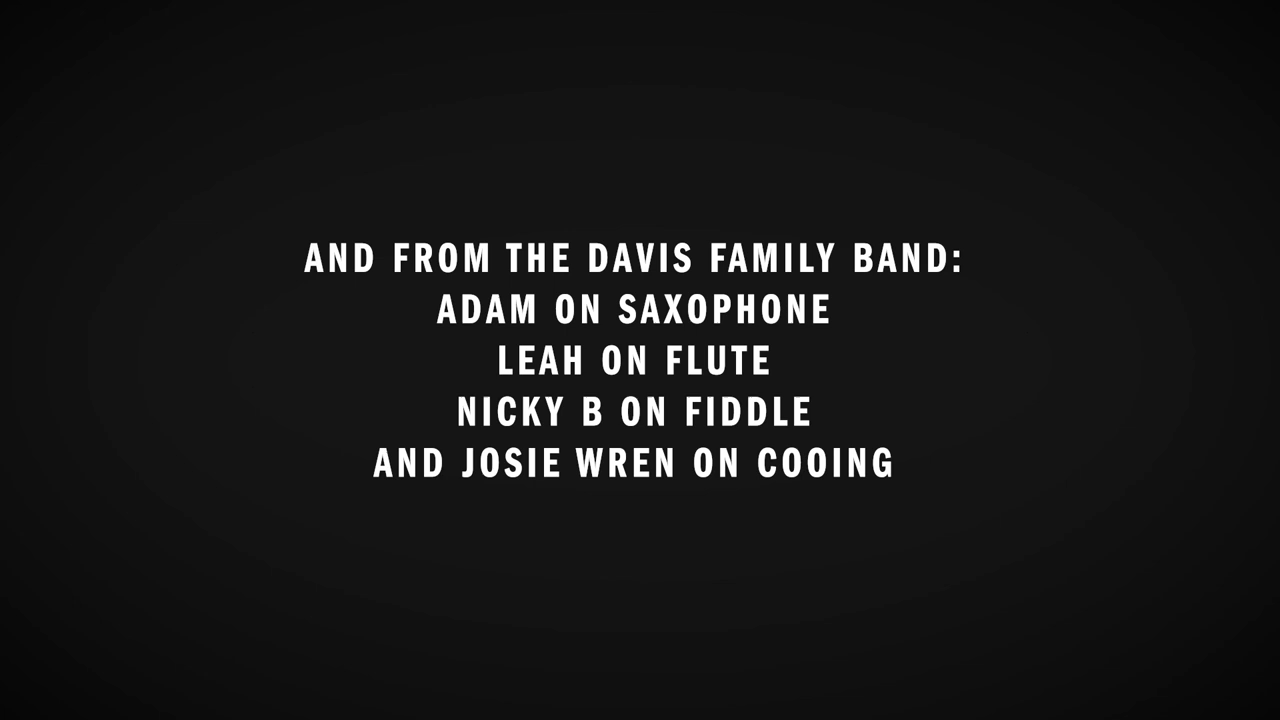 AND FROM THE DAVIS FAMILY BAND:
ADAM ON SAXOPHONE
LEAH ON FLUTE
NICKY B ON FIDDLE
AND JOSIE WREN ON COOING